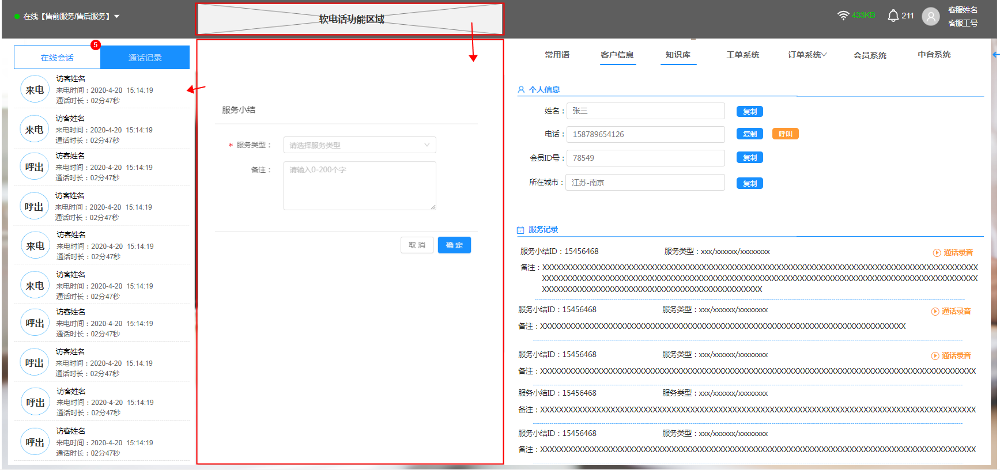 在线【售前服务/售后服务】
软电话功能区域
433KB
211
客服姓名
客服工号
在线会话
5
通话记录
访客姓名
来电
来电时间：2020-4-20 15:14:19
通话时长：02分47秒
访客姓名
来电
来电时间：2020-4-20 15:14:19
通话时长：02分47秒
访客姓名
呼出
来电时间：2020-4-20 15:14:19
通话时长：02分47秒
访客姓名
呼出
来电时间：2020-4-20 15:14:19
通话时长：02分47秒
访客姓名
来电
来电时间：2020-4-20 15:14:19
通话时长：02分47秒
访客姓名
来电
来电时间：2020-4-20 15:14:19
通话时长：02分47秒
访客姓名
呼出
来电时间：2020-4-20 15:14:19
通话时长：02分47秒
访客姓名
呼出
来电时间：2020-4-20 15:14:19
通话时长：02分47秒
访客姓名
呼出
来电时间：2020-4-20 15:14:19
通话时长：02分47秒
访客姓名
呼出
来电时间：2020-4-20 15:14:19
通话时长：02分47秒
服务小结
* 服务类型： 请选择服务类型
备注： 请输入0-200个字
取 消 确 定
常用语 客户信息 知识库 工单系统 订单系统 会员系统 中台系统
个人信息
姓名： 张三 复制
电话： 158789654126 复制 呼叫
会员ID号： 78549 复制
所在城市： 江苏-南京 复制
服务记录
服务小结ID：15456468 服务类型：xxx/xxxxxx/xxxxxxxx 通话录音
备注：XXXXXXXXXXXXXXXXXXXXXXXXXXXXXXXXXXXXXXXXXXXXXXXXXXXXXXXXXXXXXXXXXXXXXXXXXXXXXXXXXXXXXXXXXXXXX
XXXXXXXXXXXXXXXXXXXXXXXXXXXXXXXXXXXXXXXXXXXXXXXXXXXXXXXXXXXXXXXXXXXXXXXXXXXXXXXXXXXXXXXXXXXXX
XXXXXXXXXXXXXXXXXXXXXXXXXXXXXXXXXXXXXXXXXXXXXXX
服务小结ID：15456468 服务类型：xxx/xxxxxx/xxxxxxxx 通话录音
备注：XXXXXXXXXXXXXXXXXXXXXXXXXXXXXXXXXXXXXXXXXXXXXXXXXXXXXXXXXXXXXXXXXXXXXXXXXXXXXX
服务小结ID：15456468 服务类型：xxx/xxxxxx/xxxxxxxx 通话录音
备注：XXXXXXXXXXXXXXXXXXXXXXXXXXXXXXXXXXXXXXXXXXXXXXXXXXXXXXXXXXXXXXXXXXXXXXXXXXXXXXXXXXXXXXXXXXXXX
服务小结ID：15456468 服务类型：xxx/xxxxxx/xxxxxxxx
备注：XXXXXXXXXXXXXXXXXXXXXXXXXXXXXXXXXXXXXXXXXXXXXXXXXXXXXXXXXXXXXXXXXXXXXXXXXXXXXXXXXXXXXXXXXXXXX
服务小结ID：15456468 服务类型：xxx/xxxxxx/xxxxxxxx
备注：XXXXXXXXXXXXXXXXXXXXXXXXXXXXXXXXXXXXXXXXXXXXXXXXXXXXXXXXXXXXXXXXXXXXXXXXXXXXXXXXXXXXXXXXXXXXX